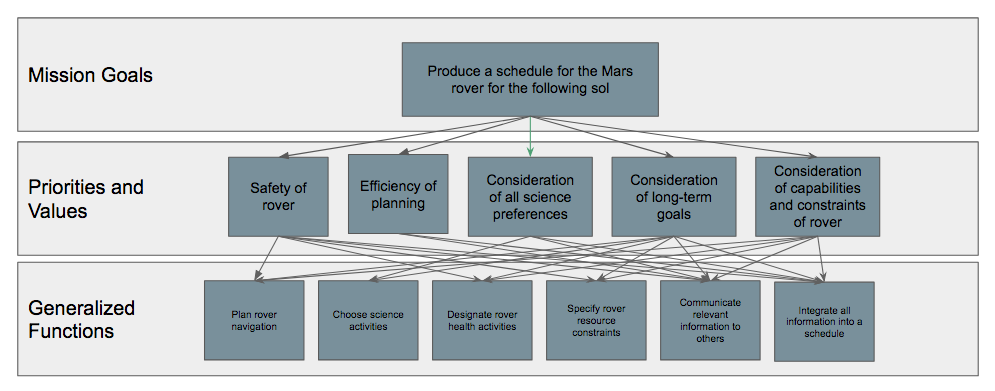 Mission Goals
Produce a schedule for the Mars
rover for the following sol
Priorities and
Values
Safety of
rover
Efficiency of
planning
Consideration
of all science
preferences
Consideration
of long-term
goals
Consideration
of capabilities
and constraints
of rover
Generalized
Functions
Plan rover
navigation
Choose science
activities
Designate rover
health activities
Specify rover
resource
constraints
Communicate
relevant
information to
others
Integrate all
information into a
schedule